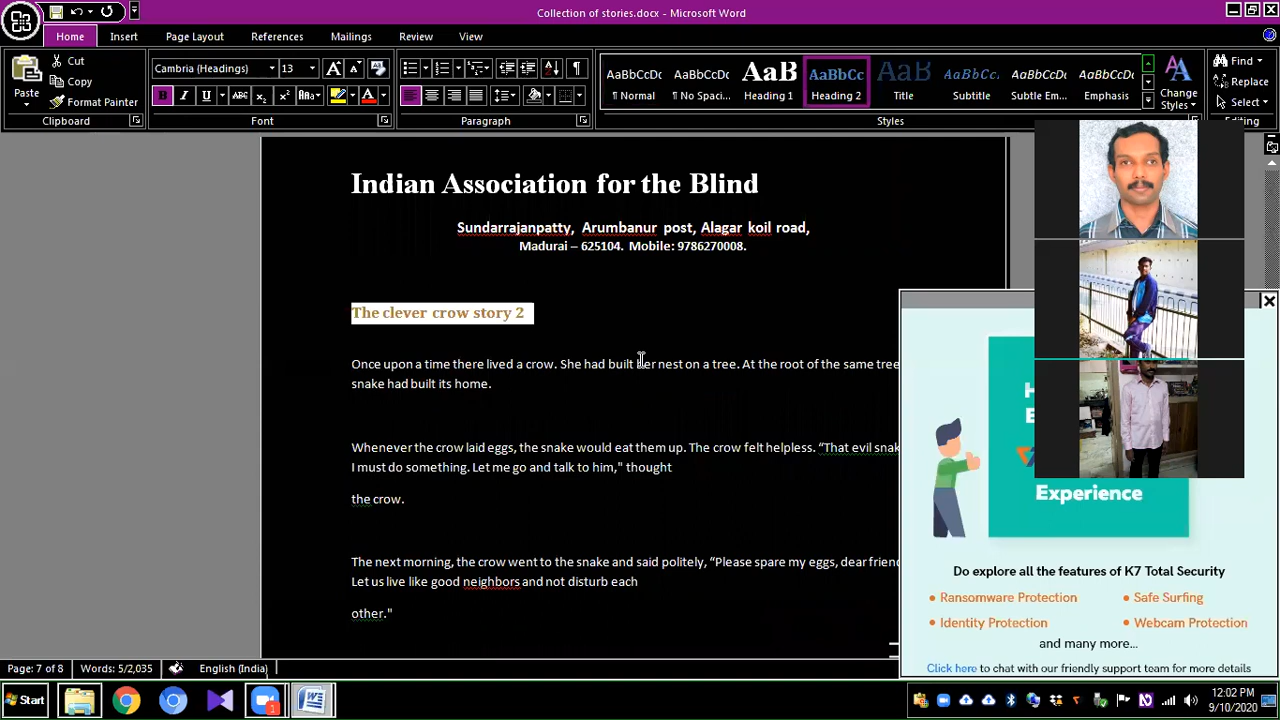 Collection of stories.docx - Microsoft Word
Home Insert Page Layout References Mailings Review View
Paste
Cut
Copy
Format Painter
Clipboard
Cambria (Headings) 13
Font
Paragraph
AaBbCcDc AaBbCcDc AaB AaBbCc AaB AaBbCc AaBbCcDc AaBbCcDc
¶ Normal ¶ No Spaci... Heading 1 Heading 2 Title Subtitle Subtle Em... Emphasis
Change Styles
Styles
Find
Replace
Select
Editing
Indian Association for the Blind
Sundarrajanpatty, Arumbanur post, Alagar koil road,
Madurai – 625104. Mobile: 9786270008.
The clever crow story 2
Once upon a time there lived a crow. She had built her nest on a tree. At the root of the same tree
snake had built its home.
Whenever the crow laid eggs, the snake would eat them up. The crow felt helpless. “That evil snak
I must do something. Let me go and talk to him," thought
the crow.
The next morning, the crow went to the snake and said politely, “Please spare my eggs, dear frien
Let us live like good neighbors and not disturb each
other."
Experience
Do explore all the features of K7 Total Security
• Ransomware Protection • Safe Surfing
• Identity Protection • Webcam Protection
and many more...
Click here to chat with our friendly support team for more details
Page: 7 of 8 Words: 5/2,035 English (India)
Start
1
12:02 PM
9/10/2020